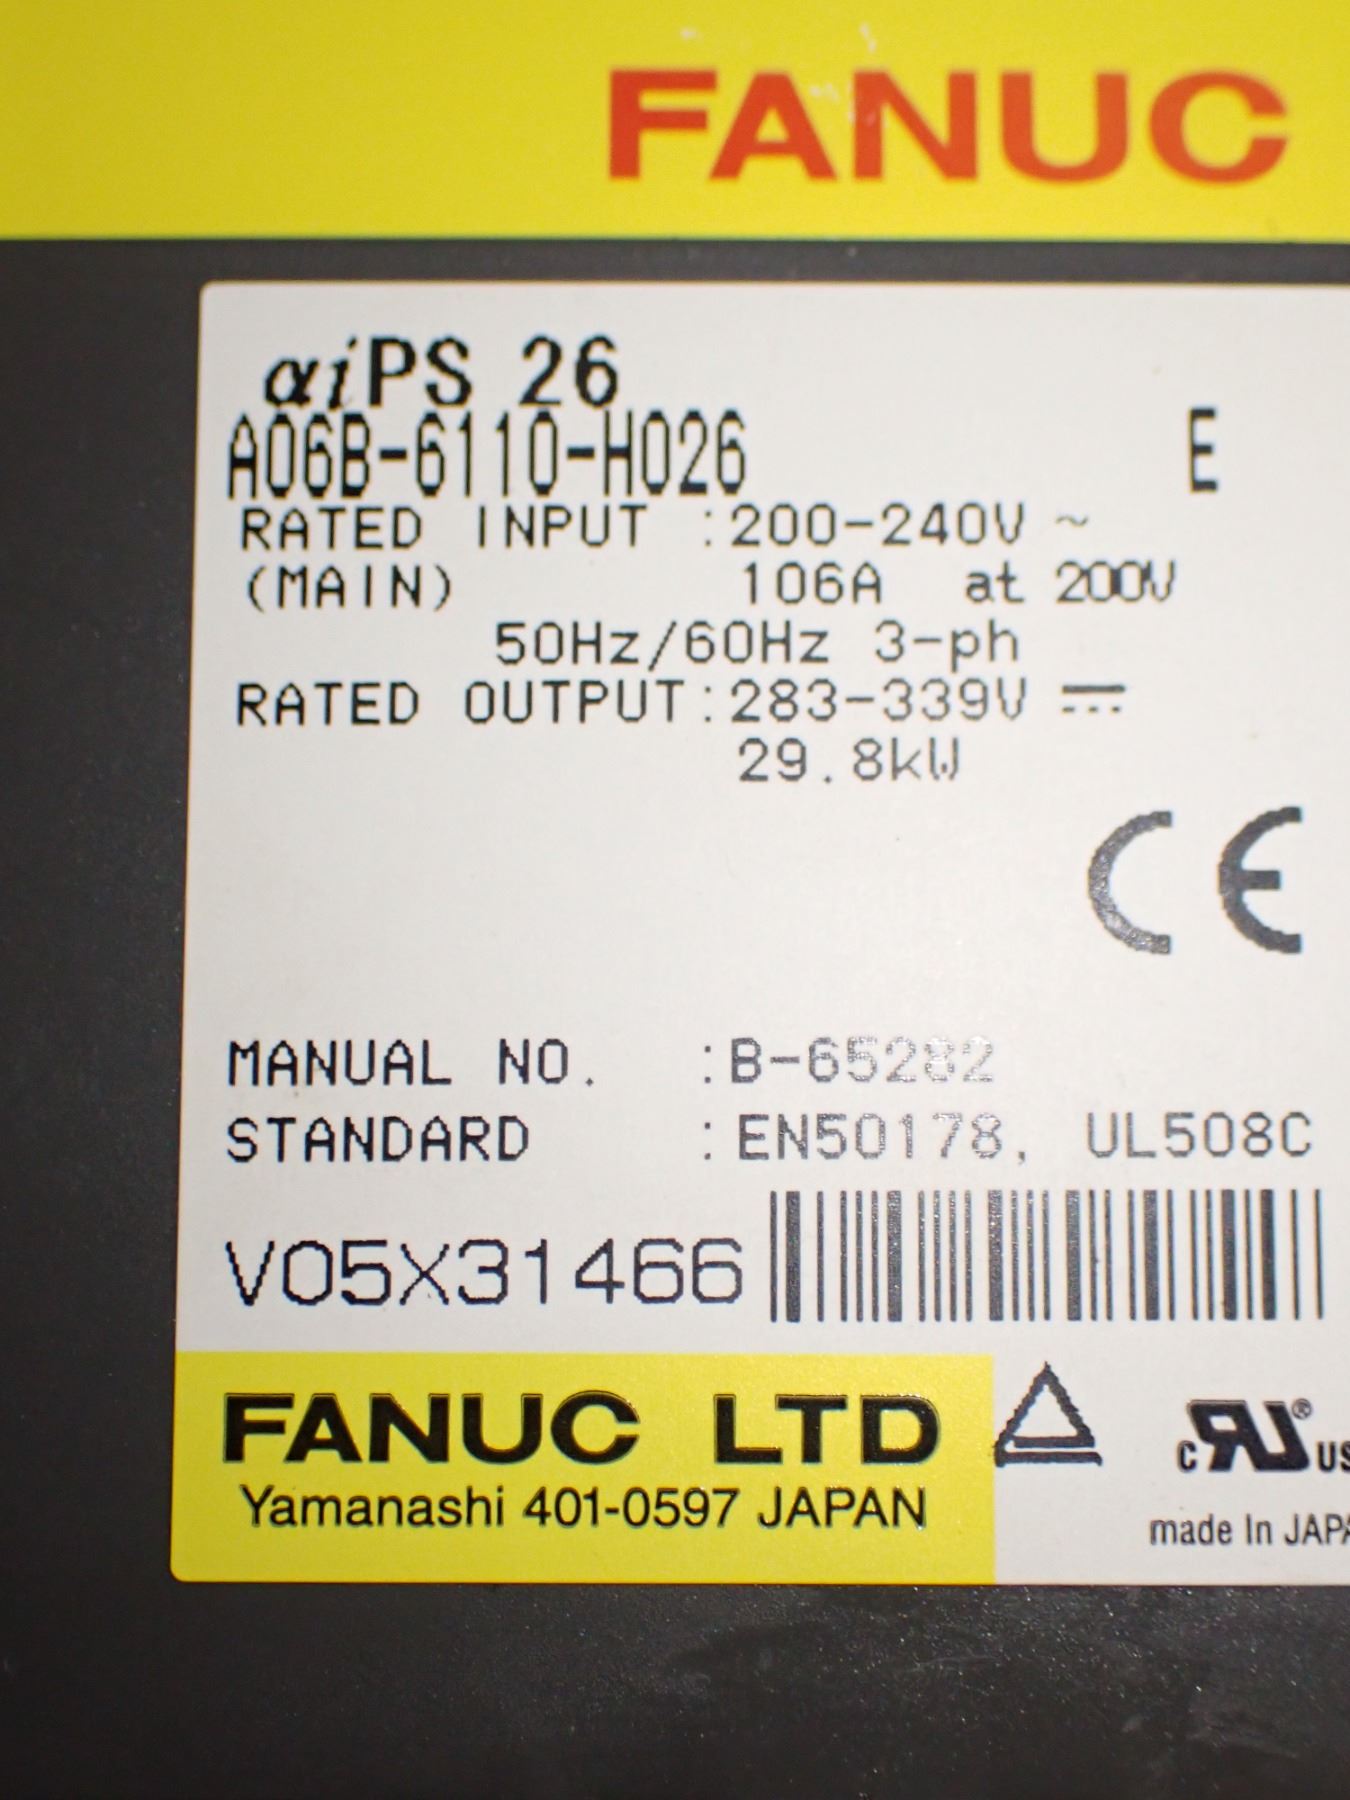 FANUC
αiPS 26
A06B-6110-H026 E
RATED INPUT :200-240V ~
(MAIN) 106A at 200V
50Hz/60Hz 3-ph
RATED OUTPUT:283-339V ⎓
29.8kW
CE
MANUAL NO. :B-65282
STANDARD :EN50178, UL508C
V05X31466
FANUC LTD
Yamanashi 401-0597 JAPAN
c RU ® US
made In JAPA